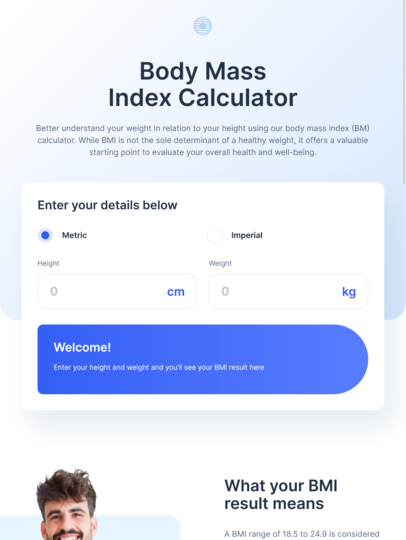 Body Mass
Index Calculator
Better understand your weight in relation to your height using our body mass index (BM)
calculator. While BMI is not the sole determinant of a healthy weight, it offers a valuable
starting point to evaluate your overall health and well-being.
Enter your details below
Metric
Imperial
Height
Weight
0 cm
0 kg
Welcome!
Enter your height and weight and you'll see your BMI result here
What your BMI
result means
A BMI range of 18.5 to 24.9 is considered